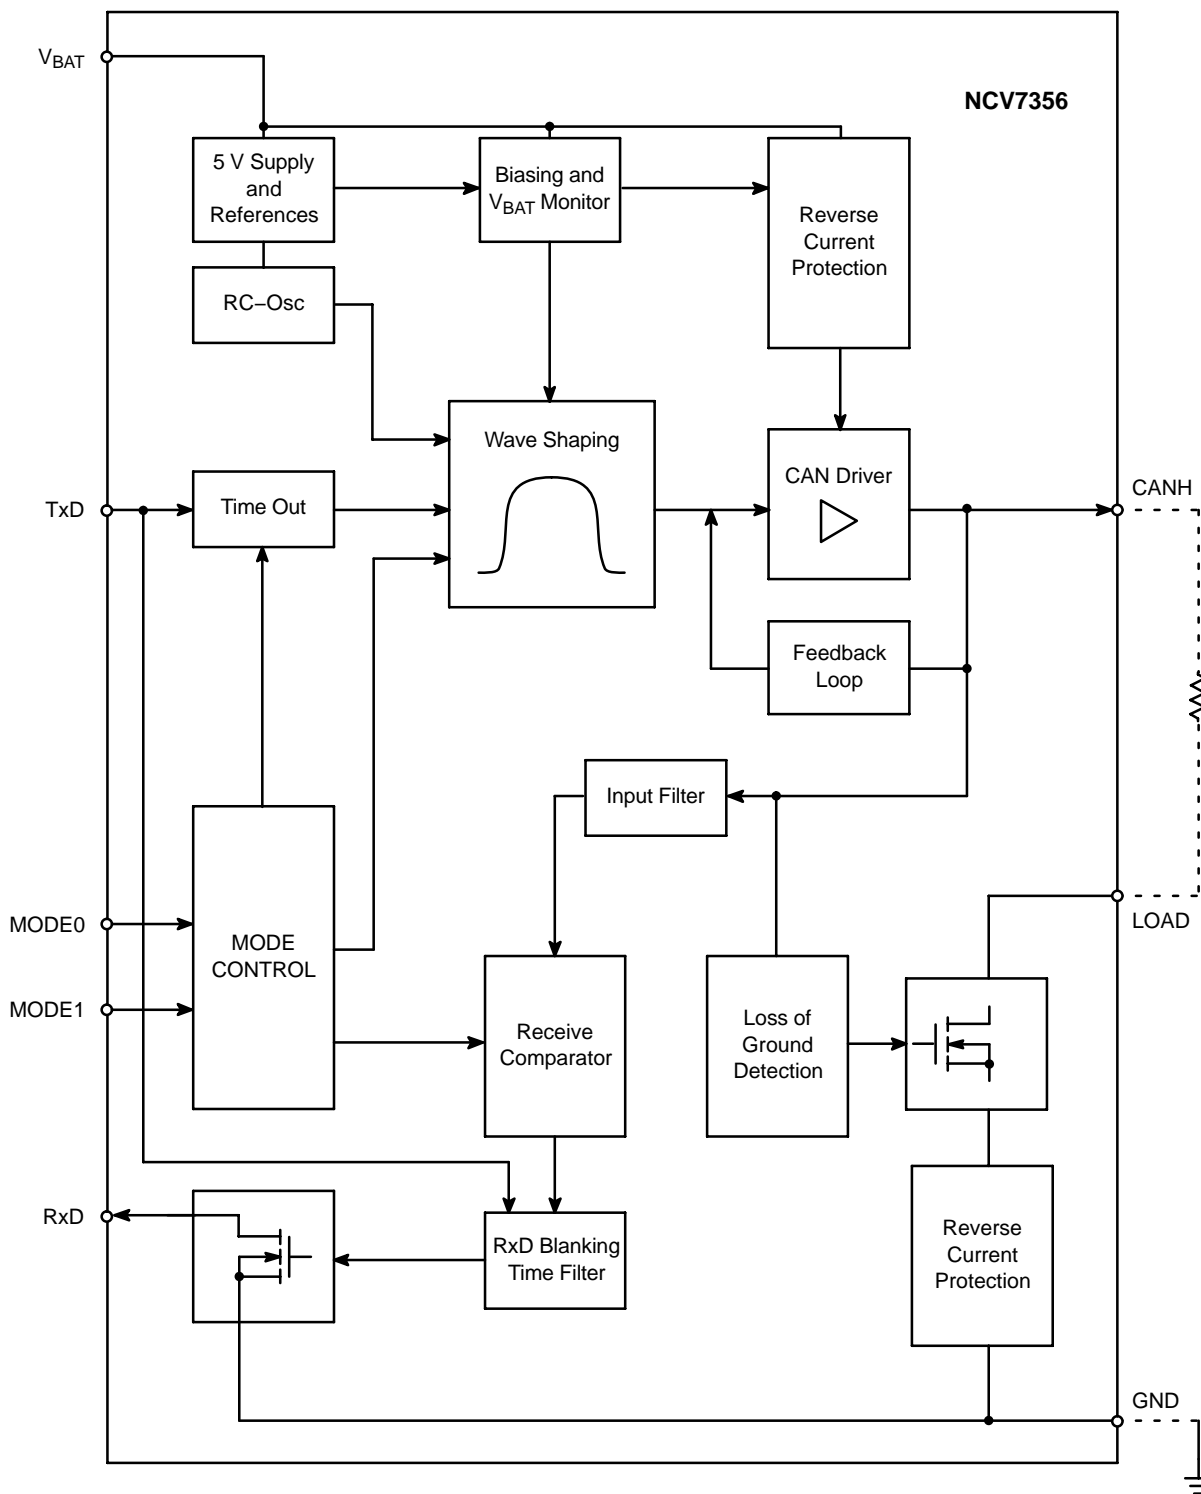 VBAT
NCV7356
5 V Supply
and
References
Biasing and
VBAT Monitor
Reverse
Current
Protection
RC–Osc
Wave Shaping
CAN Driver
CANH
TxD
Time Out
Feedback
Loop
Input Filter
MODE0
LOAD
MODE
CONTROL
MODE1
Receive
Comparator
Loss of
Ground
Detection
RxD
RxD Blanking
Time Filter
Reverse
Current
Protection
GND